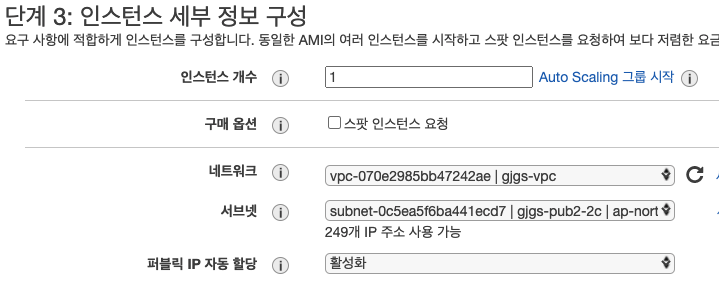 단계 3: 인스턴스 세부 정보 구성
요구 사항에 적합하게 인스턴스를 구성합니다. 동일한 AMI의 여러 인스턴스를 시작하고 스팟 인스턴스를 요청하여 보다 저렴한 요금
인스턴스 개수 i 1 Auto Scaling 그룹 시작 i
구매 옵션 i 스팟 인스턴스 요청
네트워크 i vpc-070e2985bb47242ae | gjgs-vpc
서브넷 i subnet-0c5ea5f6ba441ecd7 | gjgs-pub2-2c | ap-nort
249개 IP 주소 사용 가능
퍼블릭 IP 자동 할당 i 활성화